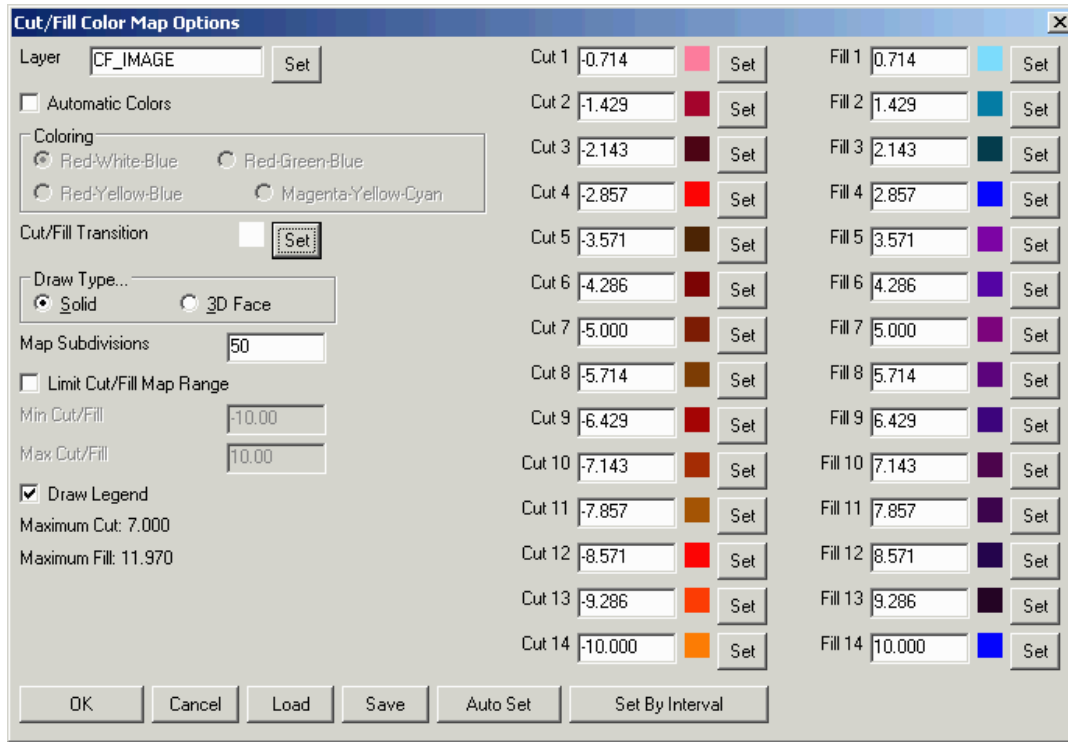 Cut/Fill Color Map Options
Layer CF_IMAGE Set
Automatic Colors
Coloring
Red-White-Blue Red-Green-Blue
Red-Yellow-Blue Magenta-Yellow-Cyan
Cut/Fill Transition Set
Draw Type...
Solid 3D Face
Map Subdivisions 50
Limit Cut/Fill Map Range
Min Cut/Fill -10.00
Max Cut/Fill 10.00
Draw Legend
Maximum Cut: 7.000
Maximum Fill: 11.970
Cut 1 -0.714 Set
Cut 2 -1.429 Set
Cut 3 -2.143 Set
Cut 4 -2.857 Set
Cut 5 -3.571 Set
Cut 6 -4.286 Set
Cut 7 -5.000 Set
Cut 8 -5.714 Set
Cut 9 -6.429 Set
Cut 10 -7.143 Set
Cut 11 -7.857 Set
Cut 12 -8.571 Set
Cut 13 -9.286 Set
Cut 14 -10.000 Set
Fill 1 0.714 Set
Fill 2 1.429 Set
Fill 3 2.143 Set
Fill 4 2.857 Set
Fill 5 3.571 Set
Fill 6 4.286 Set
Fill 7 5.000 Set
Fill 8 5.714 Set
Fill 9 6.429 Set
Fill 10 7.143 Set
Fill 11 7.857 Set
Fill 12 8.571 Set
Fill 13 9.286 Set
Fill 14 10.000 Set
OK Cancel Load Save Auto Set Set By Interval